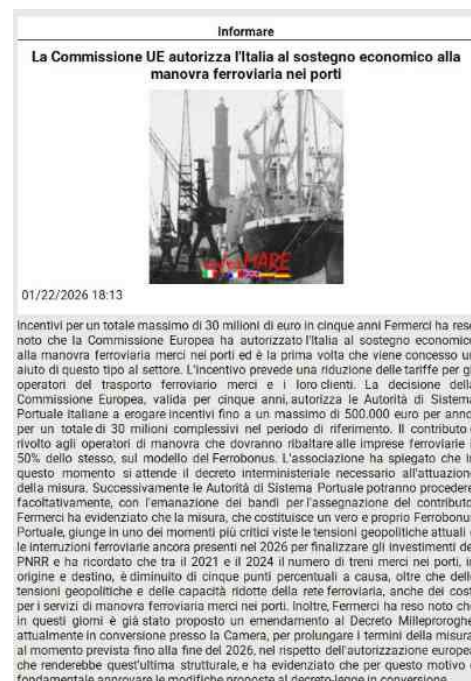 Informare
La Commissione UE autorizza l'Italia al sostegno economico alla
manovra ferroviaria nei porti
MARE
01/22/2026 18:13
Incentivi per un totale massimo di 30 milioni di euro in cinque anni Fermerci ha reso
noto che la Commissione Europea ha autorizzato l'Italia al sostegno economico
alla manovra ferroviaria merci nei porti ed è la prima volta che viene concesso un
aiuto di questo tipo al settore. L'incentivo prevede una riduzione delle tariffe per gli
operatori del trasporto ferroviario merci e i loro clienti. La decisione della
Commissione Europea, valida per cinque anni, autorizza le Autorità di Sistema
Portuale italiane a erogare incentivi fino a un massimo di 500.000 euro per anno
per un totale di 30 milioni complessivi nel periodo di riferimento. Il contributo
rivolto agli operatori di manovra che dovranno ribaltare alle imprese ferroviarie
50% dello stesso, sul modello del Ferrobonus. L'associazione ha spiegato che in
questo momento si attende il decreto interministeriale necessario all'attuazione
della misura. Successivamente le Autorità di Sistema Portuale potranno procedere
facoltativamente, con l'emanazione dei bandi per l'assegnazione del contributo
Fermerci ha evidenziato che la misura, che costituisce un vero e proprio Ferrobonus
Portuale, giunge in uno dei momenti più critici viste le tensioni geopolitiche attuali
le interruzioni ferroviarie ancora presenti nel 2026 per finalizzare gli investimenti del
PNRR e ha ricordato che tra il 2021 e il 2024 il numero di treni merci nei porti, in
origine e destino, è diminuito di cinque punti percentuali a causa, oltre che delle
tensioni geopolitiche e delle capacità ridotte della rete ferroviaria, anche dei costi
per i servizi di manovra ferroviaria merci nei porti. Inoltre, Fermerci ha reso noto che
in questi giorni è già stato proposto un emendamento al Decreto Milleproroghe
attualmente in conversione presso la Camera, per prolungare i termini della misura
al momento prevista fino alla fine del 2026, nel rispetto dell'autorizzazione europea
che renderebbe quest'ultima strutturale, e ha evidenziato che per questo motivo
fondamentale approvare le modifiche proposte al decreto-legge in conversione.